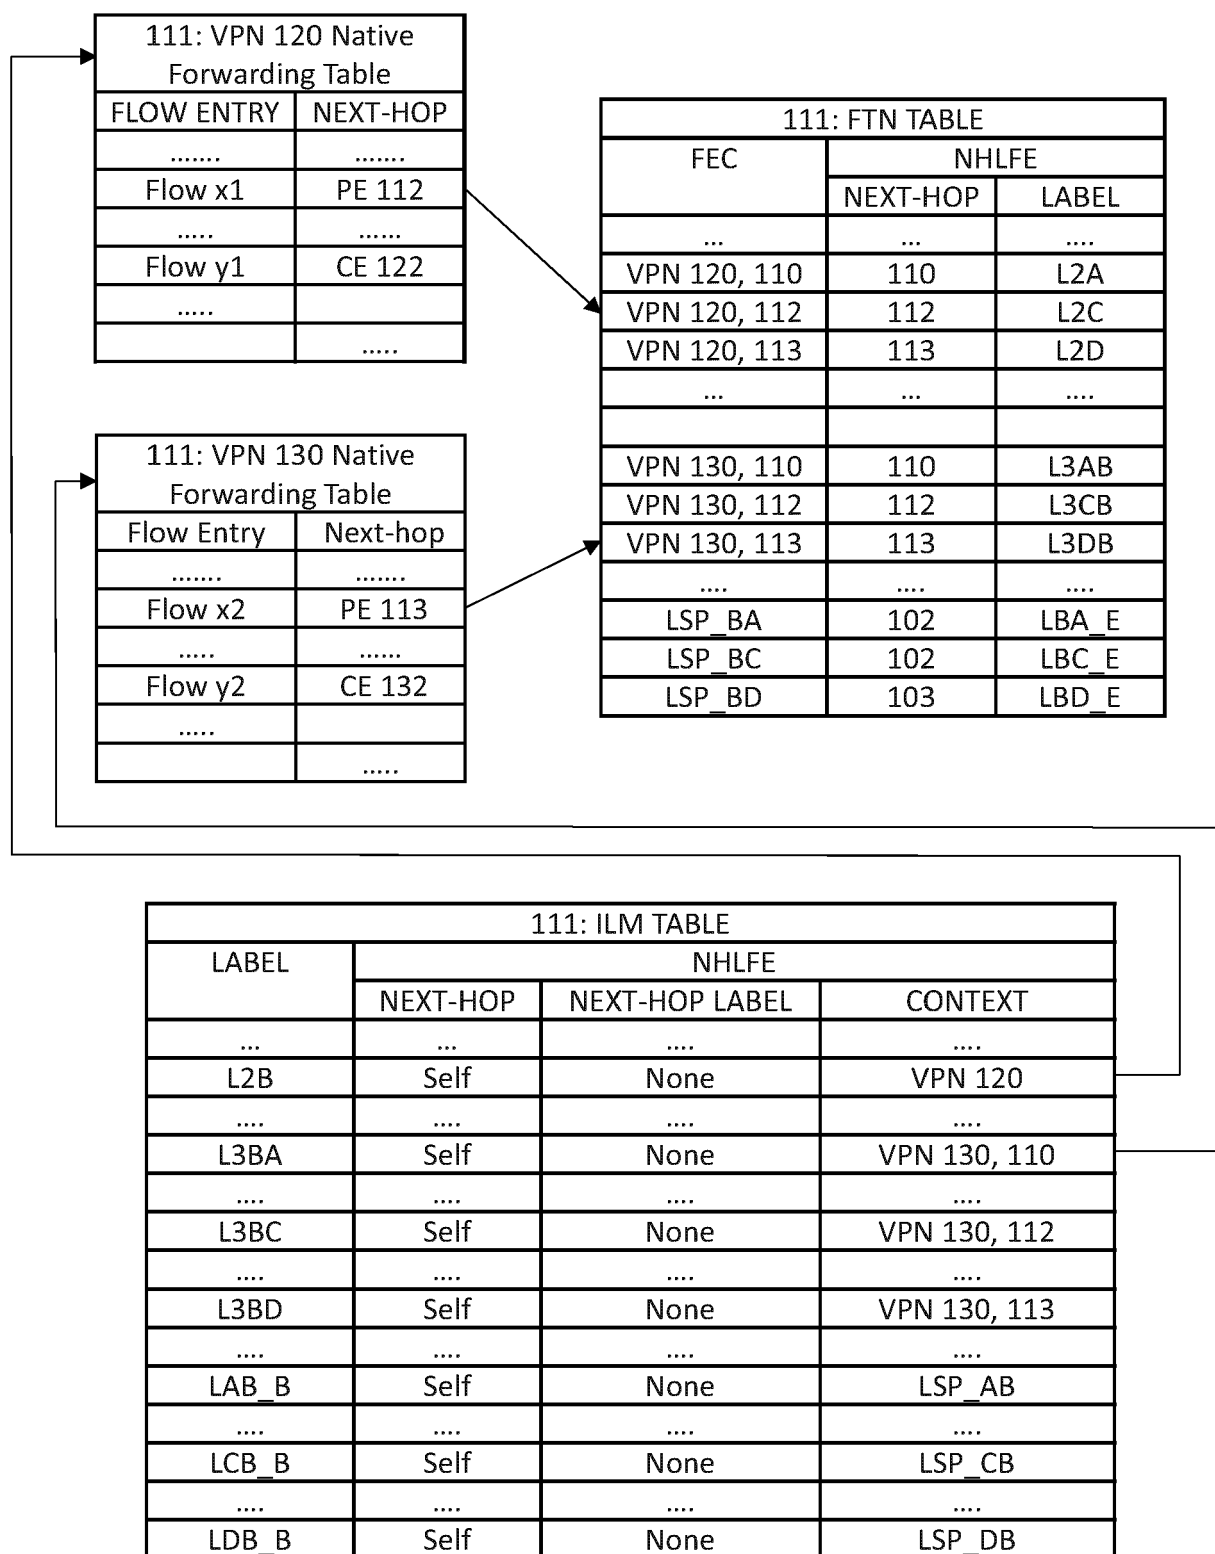 111: VPN 120 Native
Forwarding Table
FLOW ENTRY NEXT-HOP
....... .......
Flow x1 PE 112
..... ......
Flow y1 CE 122
.....
.....
111: FTN TABLE
FEC NHLFE
NEXT-HOP LABEL
... ... ....
VPN 120, 110 110 L2A
VPN 120, 112 112 L2C
VPN 120, 113 113 L2D
... ... ....
VPN 130, 110 110 L3AB
VPN 130, 112 112 L3CB
VPN 130, 113 113 L3DB
.... .... ....
LSP_BA 102 LBA_E
LSP_BC 102 LBC_E
LSP_BD 103 LBD_E
111: VPN 130 Native
Forwarding Table
Flow Entry Next-hop
....... .......
Flow x2 PE 113
..... ......
Flow y2 CE 132
.....
.....
111: ILM TABLE
LABEL NHLFE
NEXT-HOP NEXT-HOP LABEL CONTEXT
... ... .... ....
L2B Self None VPN 120
.... .... .... ....
L3BA Self None VPN 130, 110
.... .... .... ....
L3BC Self None VPN 130, 112
.... .... .... ....
L3BD Self None VPN 130, 113
.... .... .... ....
LAB_B Self None LSP_AB
.... .... .... ....
LCB_B Self None LSP_CB
.... .... .... ....
LDB_B Self None LSP_DB